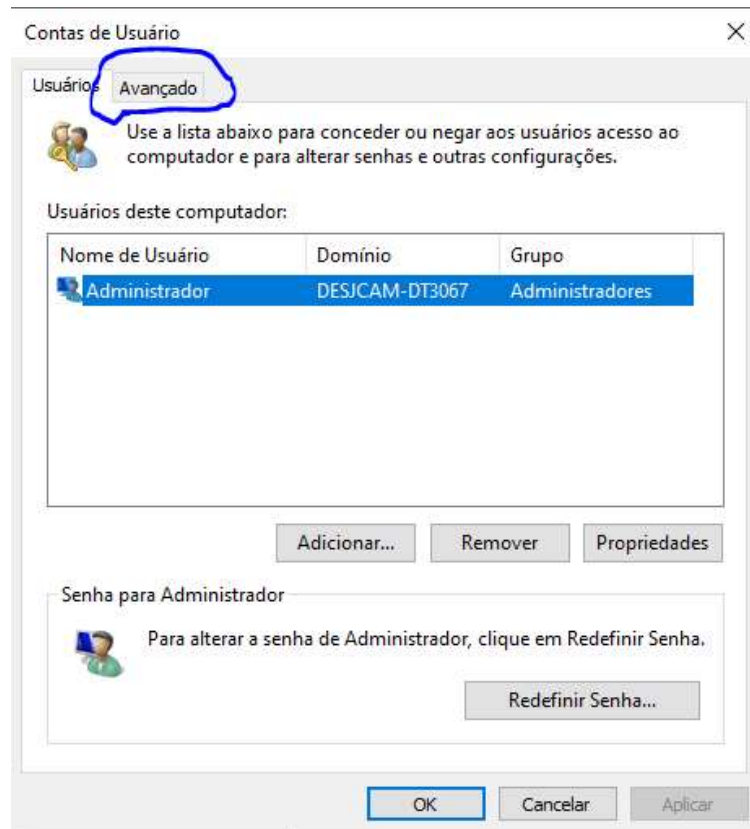 Contas de Usuário
Usuários Avançado
Use a lista abaixo para conceder ou negar aos usuários acesso ao
computador e para alterar senhas e outras configurações.
Usuários deste computador:
Nome de Usuário Domínio Grupo
Administrador DESJCAM-DT3067 Administradores
Adicionar... Remover Propriedades
Senha para Administrador
Para alterar a senha de Administrador, clique em Redefinir Senha.
Redefinir Senha...
OK Cancelar Aplicar